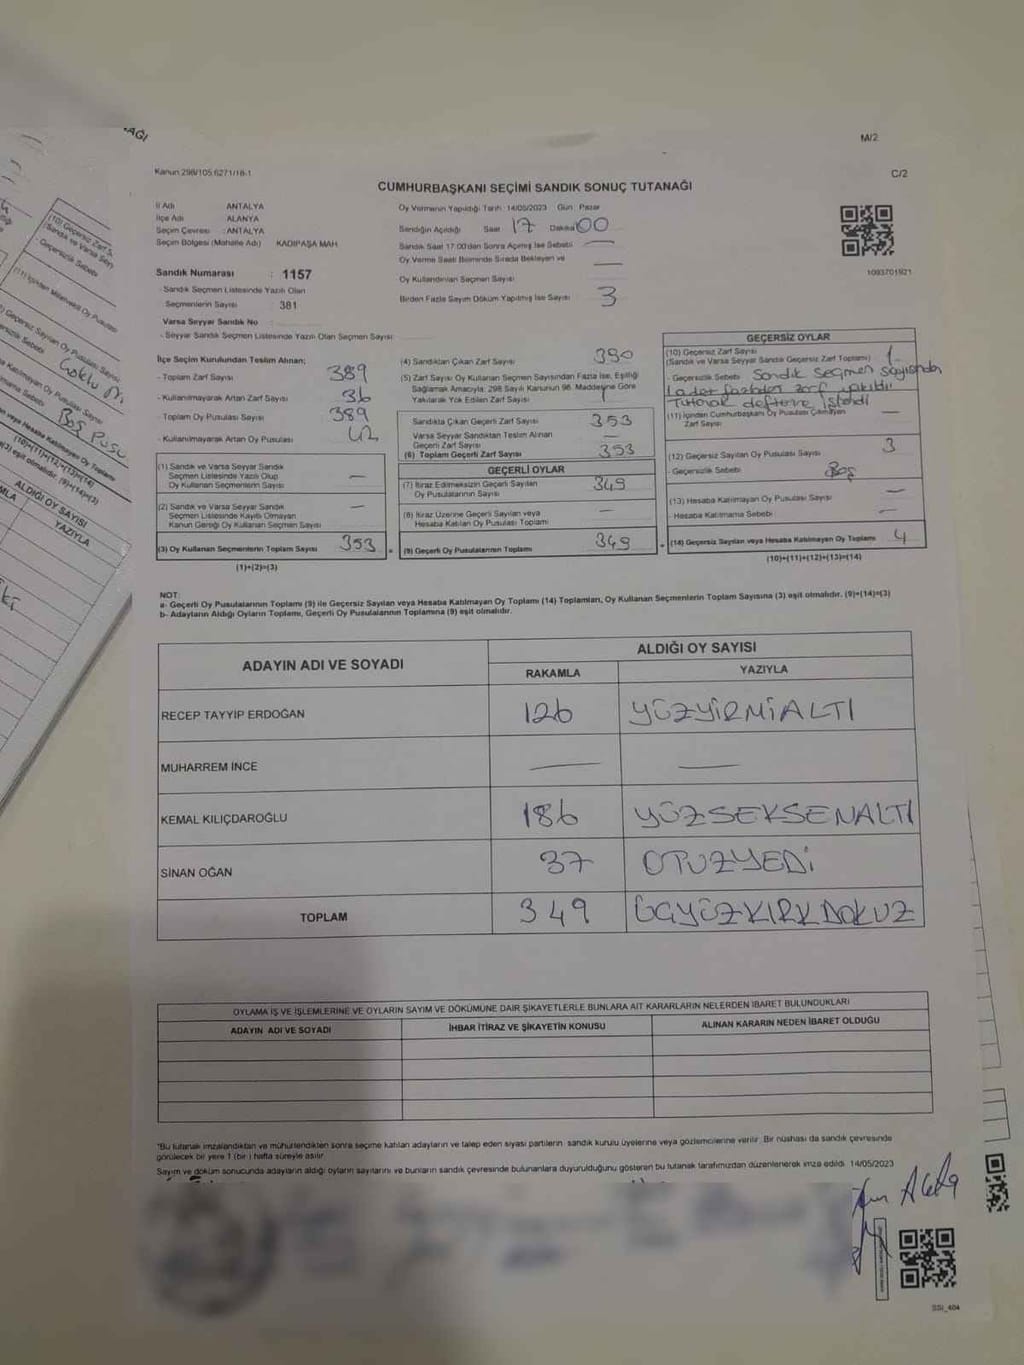 M/2
Kanun 298/105,6271/18-1
C/2
CUMHURBAŞKANI SEÇİMİ SANDIK SONUÇ TUTANAĞI
İl Adı ANTALYA
İlçe Adı ALANYA
Seçim Çevresi : ANTALYA
Seçim Bölgesi (Mahalle Adı) KADIPAŞA MAH.
Sandık Numarası : 1157
- Sandık Seçmen Listesinde Yazılı Olan
Seçmenlerin Sayısı : 381
Varsa Seyyar Sandık No
- Seyyar Sandık Seçmen Listesinde Yazılı Olan Seçmen Sayısı
Oy Vermenin Yapıldığı Tarih : 14/05/2023 Gün : Pazar
Sandığın Açıldığı Saat 17 Dakika 00
Sandık Saat 17:00'den Sonra Açılmış İse Sebebi —
Oy Verme Saati Bitiminde Sırada Bekleyen ve
Oy Kullandırılan Seçmen Sayısı —
Birden Fazla Sayım Döküm Yapılmış İse Sayısı 3
1093701921
İlçe Seçim Kurulundan Teslim Alınan;
- Toplam Zarf Sayısı 389
- Kullanılmayarak Artan Zarf Sayısı 36
- Toplam Oy Pusulası Sayısı 389
- Kullanılmayarak Artan Oy Pusulası 42
(1) Sandık ve Varsa Seyyar Sandık
Seçmen Listesinde Yazılı Olup
Oy Kullanan Seçmenlerin Sayısı —
(2) Sandık ve Varsa Seyyar Sandık
Seçmen Listesinde Kayıtlı Olmayan
Kanun Gereği Oy Kullanan Seçmen Sayısı —
(3) Oy Kullanan Seçmenlerin Toplam Sayısı 353
(1)+(2)=(3)
(4) Sandıktan Çıkan Zarf Sayısı 390
(5) Zarf Sayısı Oy Kullanan Seçmen Sayısından Fazla İse, Eşitliği
Sağlamak Amacıyla; 298 Sayılı Kanunun 98. Maddesine Göre
Yakılarak Yok Edilen Zarf Sayısı 1
Sandıkta Çıkan Geçerli Zarf Sayısı 353
Varsa Seyyar Sandıktan Teslim Alınan
Geçerli Zarf Sayısı —
(6) Toplam Geçerli Zarf Sayısı 353
GEÇERLİ OYLAR
(7) İtiraz Edilmeksizin Geçerli Sayılan
Oy Pusulalarının Sayısı 349
(8) İtiraz Üzerine Geçerli Sayılan veya
Hesaba Katılan Oy Pusulası Toplamı —
(9) Geçerli Oy Pusulalarının Toplamı 349
GEÇERSİZ OYLAR
(10) Geçersiz Zarf Sayısı
(Sandık ve Varsa Seyyar Sandık Geçersiz Zarf Toplamı) 1
- Geçersizlik Sebebi Sandık Seçmen sayısından
1 adet fazladan zarf yakıldı
Tutanak defterine işlendi
(11) İçinden Cumhurbaşkanı Oy Pusulası Çıkmayan
Zarf Sayısı —
(12) Geçersiz Sayılan Oy Pusulası Sayısı 3
- Geçersizlik Sebebi Boş
(13) Hesaba Katılmayan Oy Pusulası Sayısı —
- Hesaba Katılmama Sebebi —
(14) Geçersiz Sayılan veya Hesaba Katılmayan Oy Toplamı 4
(10)+(11)+(12)+(13)=(14)
NOT:
a- Geçerli Oy Pusulalarının Toplamı (9) ile Geçersiz Sayılan veya Hesaba Katılmayan Oy Toplamı (14) Toplamları, Oy Kullanan Seçmenlerin Toplam Sayısına (3) eşit olmalıdır. (9)+(14)=(3)
b- Adayların Aldığı Oyların Toplamı, Geçerli Oy Pusulalarının Toplamına (9) eşit olmalıdır.
ADAYIN ADI VE SOYADI ALDIĞI OY SAYISI
RAKAMLA YAZIYLA
RECEP TAYYİP ERDOĞAN 126 YÜZYİRMİALTI
MUHARREM İNCE — —
KEMAL KILIÇDAROĞLU 186 YÜZSEKSENALTI
SİNAN OĞAN 37 OTUZYEDİ
TOPLAM 349 ÜÇYÜZKIRKDOKUZ
OYLAMA İŞ VE İŞLEMLERİNE VE OYLARIN SAYIM VE DÖKÜMÜNE DAİR ŞİKAYETLERLE BUNLARA AİT KARARLARIN NELERDEN İBARET BULUNDUKLARI
ADAYIN ADI VE SOYADI İHBAR İTİRAZ VE ŞİKAYETİN KONUSU ALINAN KARARIN NEDEN İBARET OLDUĞU
"Bu tutanak imzalandıktan ve mühürlendikten sonra seçime katılan adayların ve talep eden siyasi partilerin sandık kurulu üyelerine veya gözlemcilerine verilir. Bir nüshası da sandık çevresinde
görülecek bir yere 1 (bir ) hafta süreyle asılır.
Sayım ve döküm sonucunda adayların aldığı oyların sayılarını ve bunların sandık çevresinde bulunanlara duyurulduğunu gösteren bu tutanak tarafımızdan düzenlenerek imza edildi. 14/05/2023
SSI_404
ALDIĞI OY SAYISI
YAZIYLA